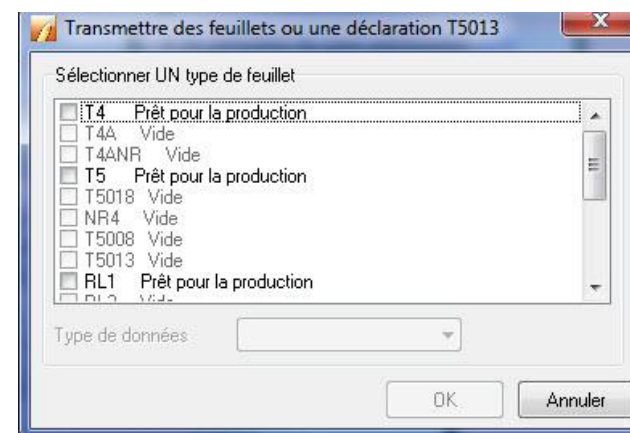 Transmettre des feuillets ou une déclaration T5013
Sélectionner UN type de feuillet
T4 Prêt pour la production
T4A Vide
T4ANR Vide
T5 Prêt pour la production
T5018 Vide
NR4 Vide
T5008 Vide
T5013 Vide
RL1 Prêt pour la production
RL2 Vide
Type de données
OK Annuler